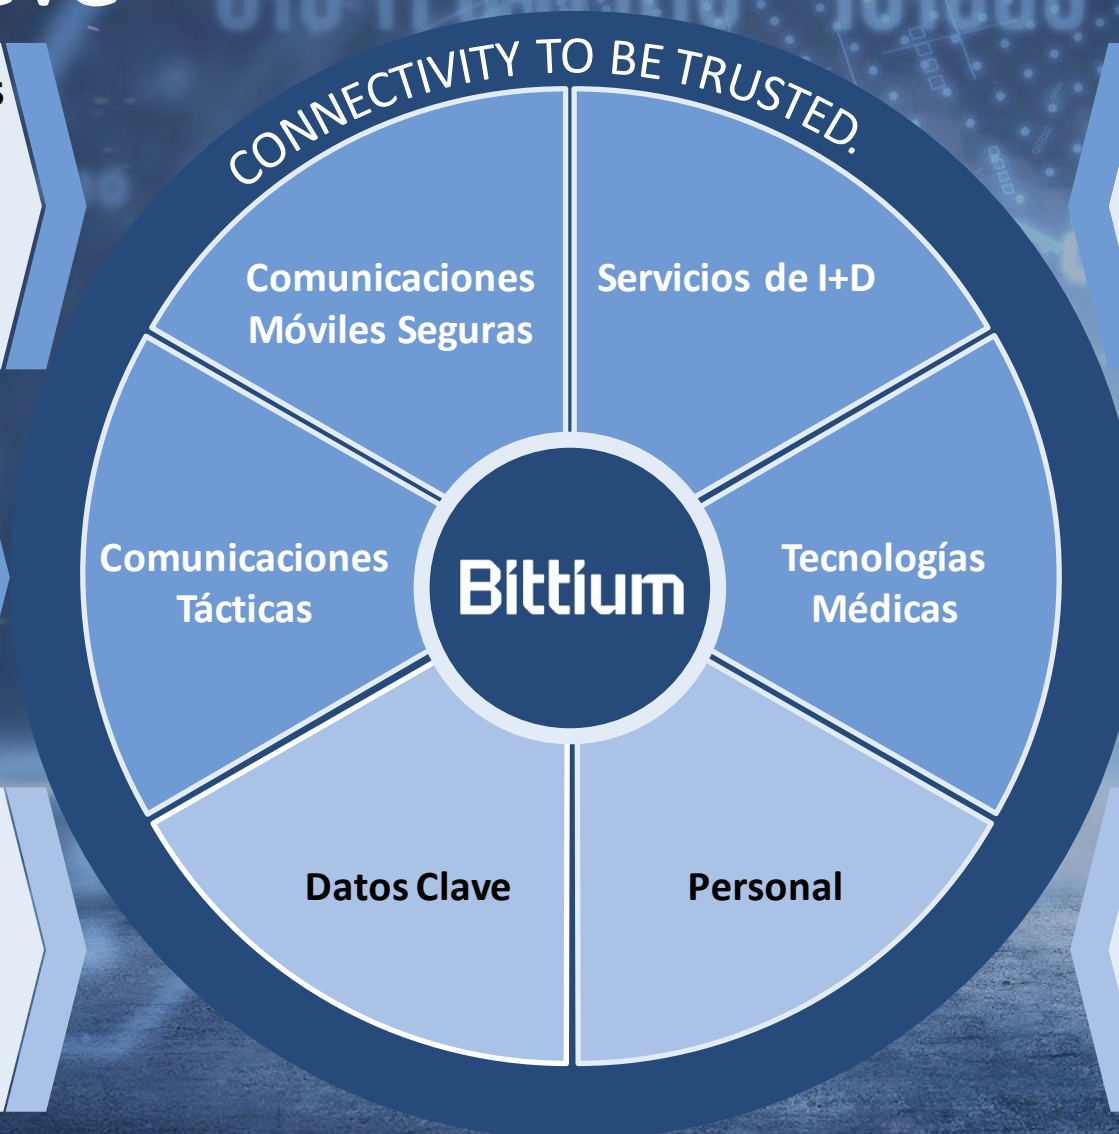 CONNECTIVITY TO BE TRUSTED.
Comunicaciones
Móviles Seguras
Servicios de I+D
Comunicaciones
Tácticas
Bittium
Tecnologías
Médicas
Datos Clave
Personal